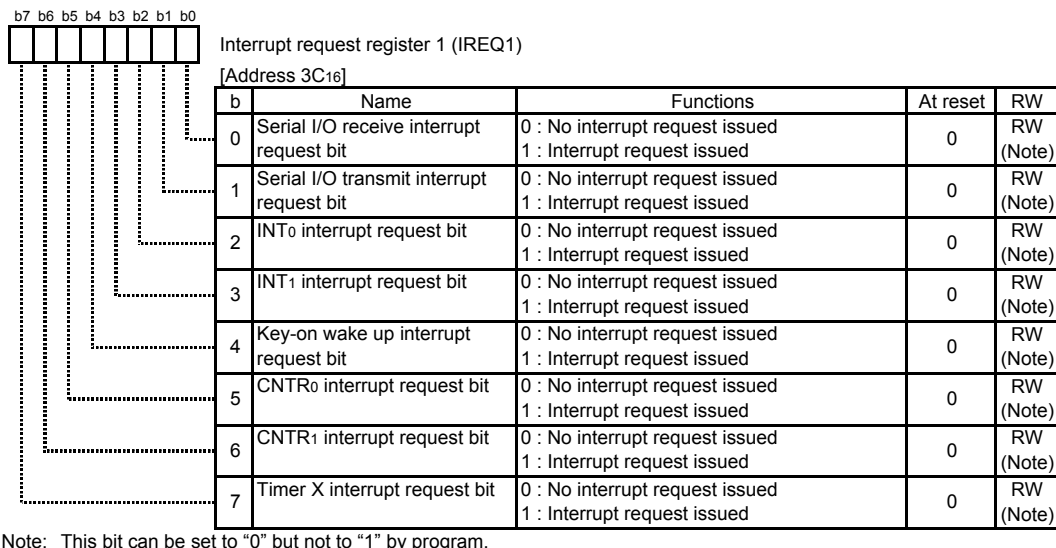 b7 b6 b5 b4 b3 b2 b1 b0
Interrupt request register 1 (IREQ1)
[Address 3C16]
b Name Functions At reset RW
0 Serial I/O receive interrupt request bit 0 : No interrupt request issued 0 RW
1 : Interrupt request issued (Note)
1 Serial I/O transmit interrupt request bit 0 : No interrupt request issued 0 RW
1 : Interrupt request issued (Note)
2 INT0 interrupt request bit 0 : No interrupt request issued 0 RW
1 : Interrupt request issued (Note)
3 INT1 interrupt request bit 0 : No interrupt request issued 0 RW
1 : Interrupt request issued (Note)
4 Key-on wake up interrupt request bit 0 : No interrupt request issued 0 RW
1 : Interrupt request issued (Note)
5 CNTR0 interrupt request bit 0 : No interrupt request issued 0 RW
1 : Interrupt request issued (Note)
6 CNTR1 interrupt request bit 0 : No interrupt request issued 0 RW
1 : Interrupt request issued (Note)
7 Timer X interrupt request bit 0 : No interrupt request issued 0 RW
1 : Interrupt request issued (Note)
Note: This bit can be set to “0” but not to “1” by program.